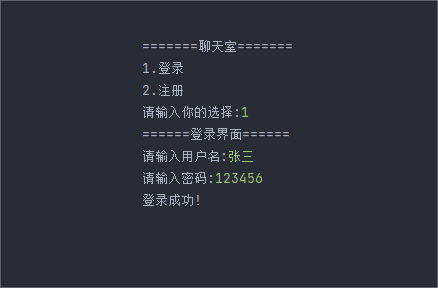 =======聊天室=======
1.登录
2.注册
请输入你的选择:1
======登录界面======
请输入用户名:张三
请输入密码:123456
登录成功!